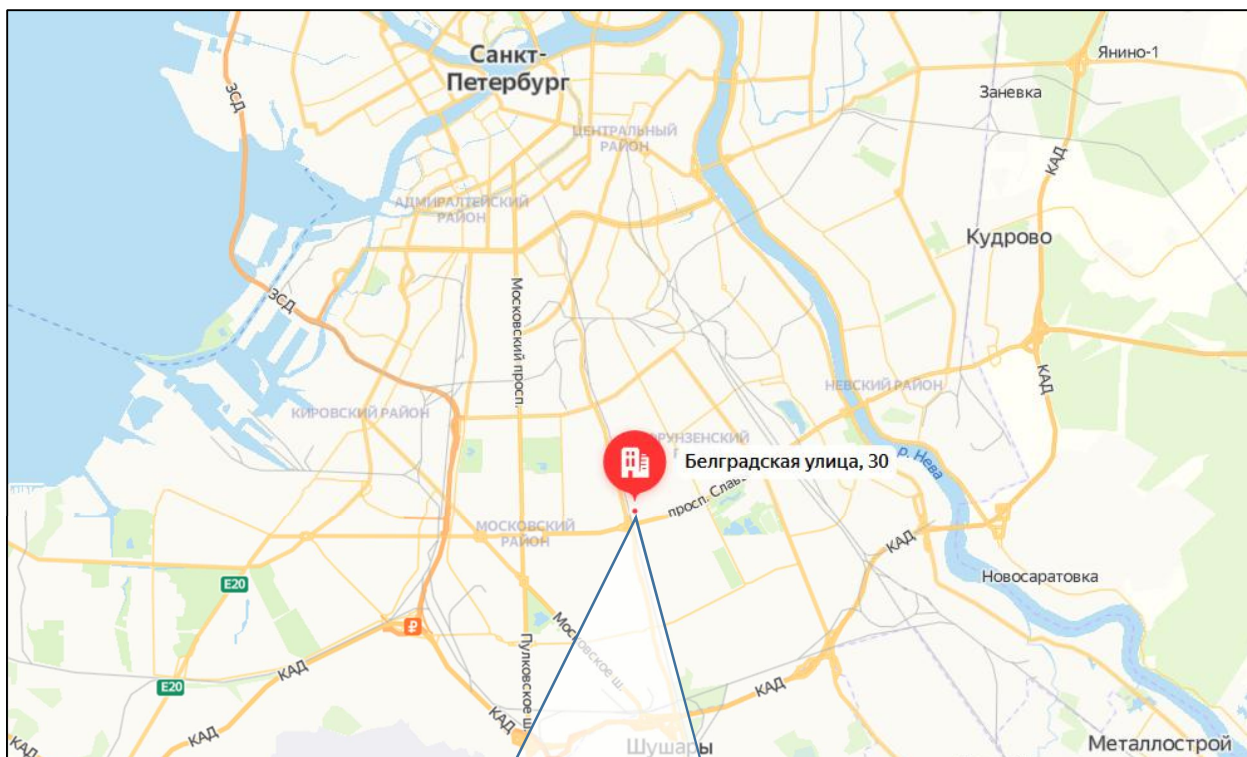 Санкт-
Петербург
Янино-1
Заневка
ЗСД
ЦЕНТРАЛЬНЫЙ
РАЙОН
КАД
АДМИРАЛТЕЙСКИЙ
РАЙОН
Кудрово
ЗСД
Московский просп.
КАД
НЕВСКИЙ РАЙОН
КИРОВСКИЙ РАЙОН
Белградская улица, 30
р. Нева
просп.
МОСКОВСКИЙ
РАЙОН
КАД
E20
Новосаратовка
₽
Московское ш.
Пулковское ш.
КАД
E20
КАД
КАД
КАД
КАД
Шушары
Металлострой